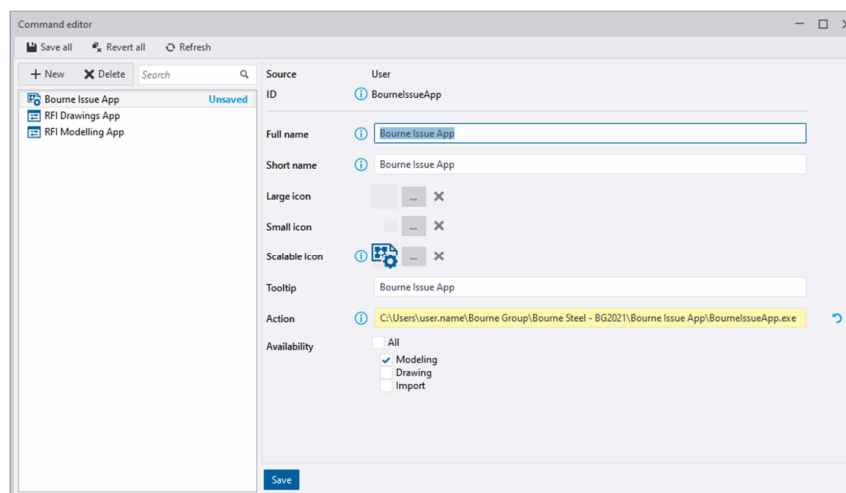 Command editor
Save all Revert all Refresh
New Delete Search
Bourne Issue App Unsaved
RFI Drawings App
RFI Modelling App
Source User
ID BourneIssueApp
Full name Bourne Issue App
Short name Bourne Issue App
Large icon ...
Small icon ...
Scalable icon ...
Tooltip Bourne Issue App
Action C:\Users\user.name\Bourne Group\Bourne Steel - BG2021\Bourne Issue App\BourneIssueApp.exe
Availability All
Modeling
Drawing
Import
Save